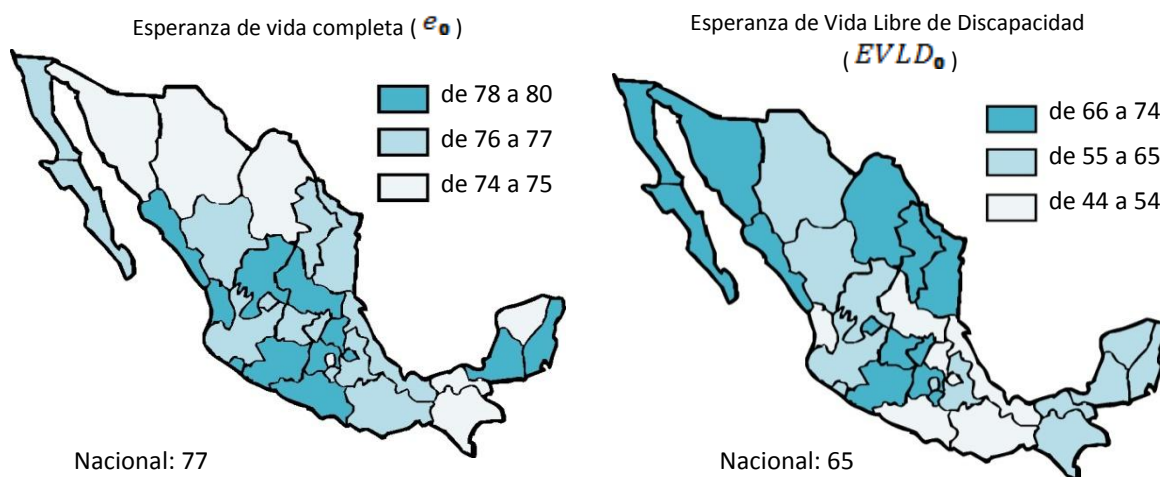 Esperanza de vida completa ( e₀ )
de 78 a 80
de 76 a 77
de 74 a 75
Nacional: 77
Esperanza de Vida Libre de Discapacidad
( EVLD₀ )
de 66 a 74
de 55 a 65
de 44 a 54
Nacional: 65